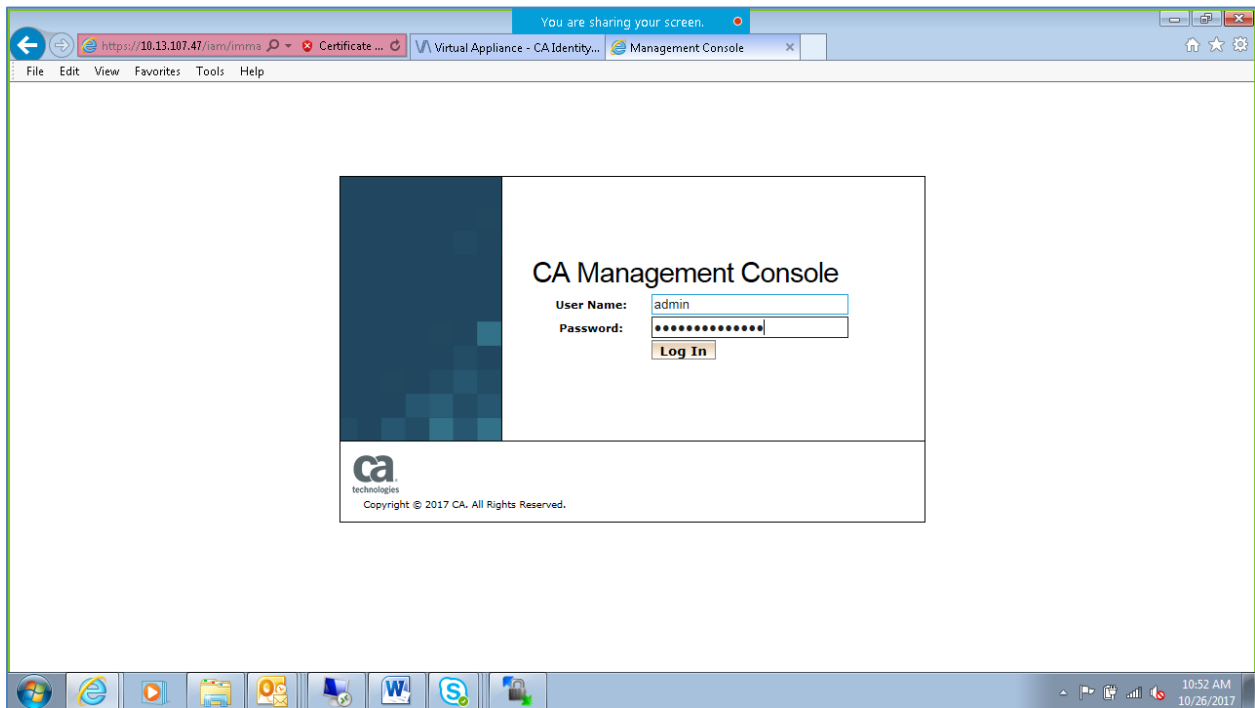 You are sharing your screen.
https://10.13.107.47/iam/imma
Certificate ...
Virtual Appliance - CA Identity...
Management Console
File Edit View Favorites Tools Help
CA Management Console
User Name: admin
Password: ••••••••••••••
Log In
ca
technologies
Copyright © 2017 CA. All Rights Reserved.
10:52 AM
10/26/2017